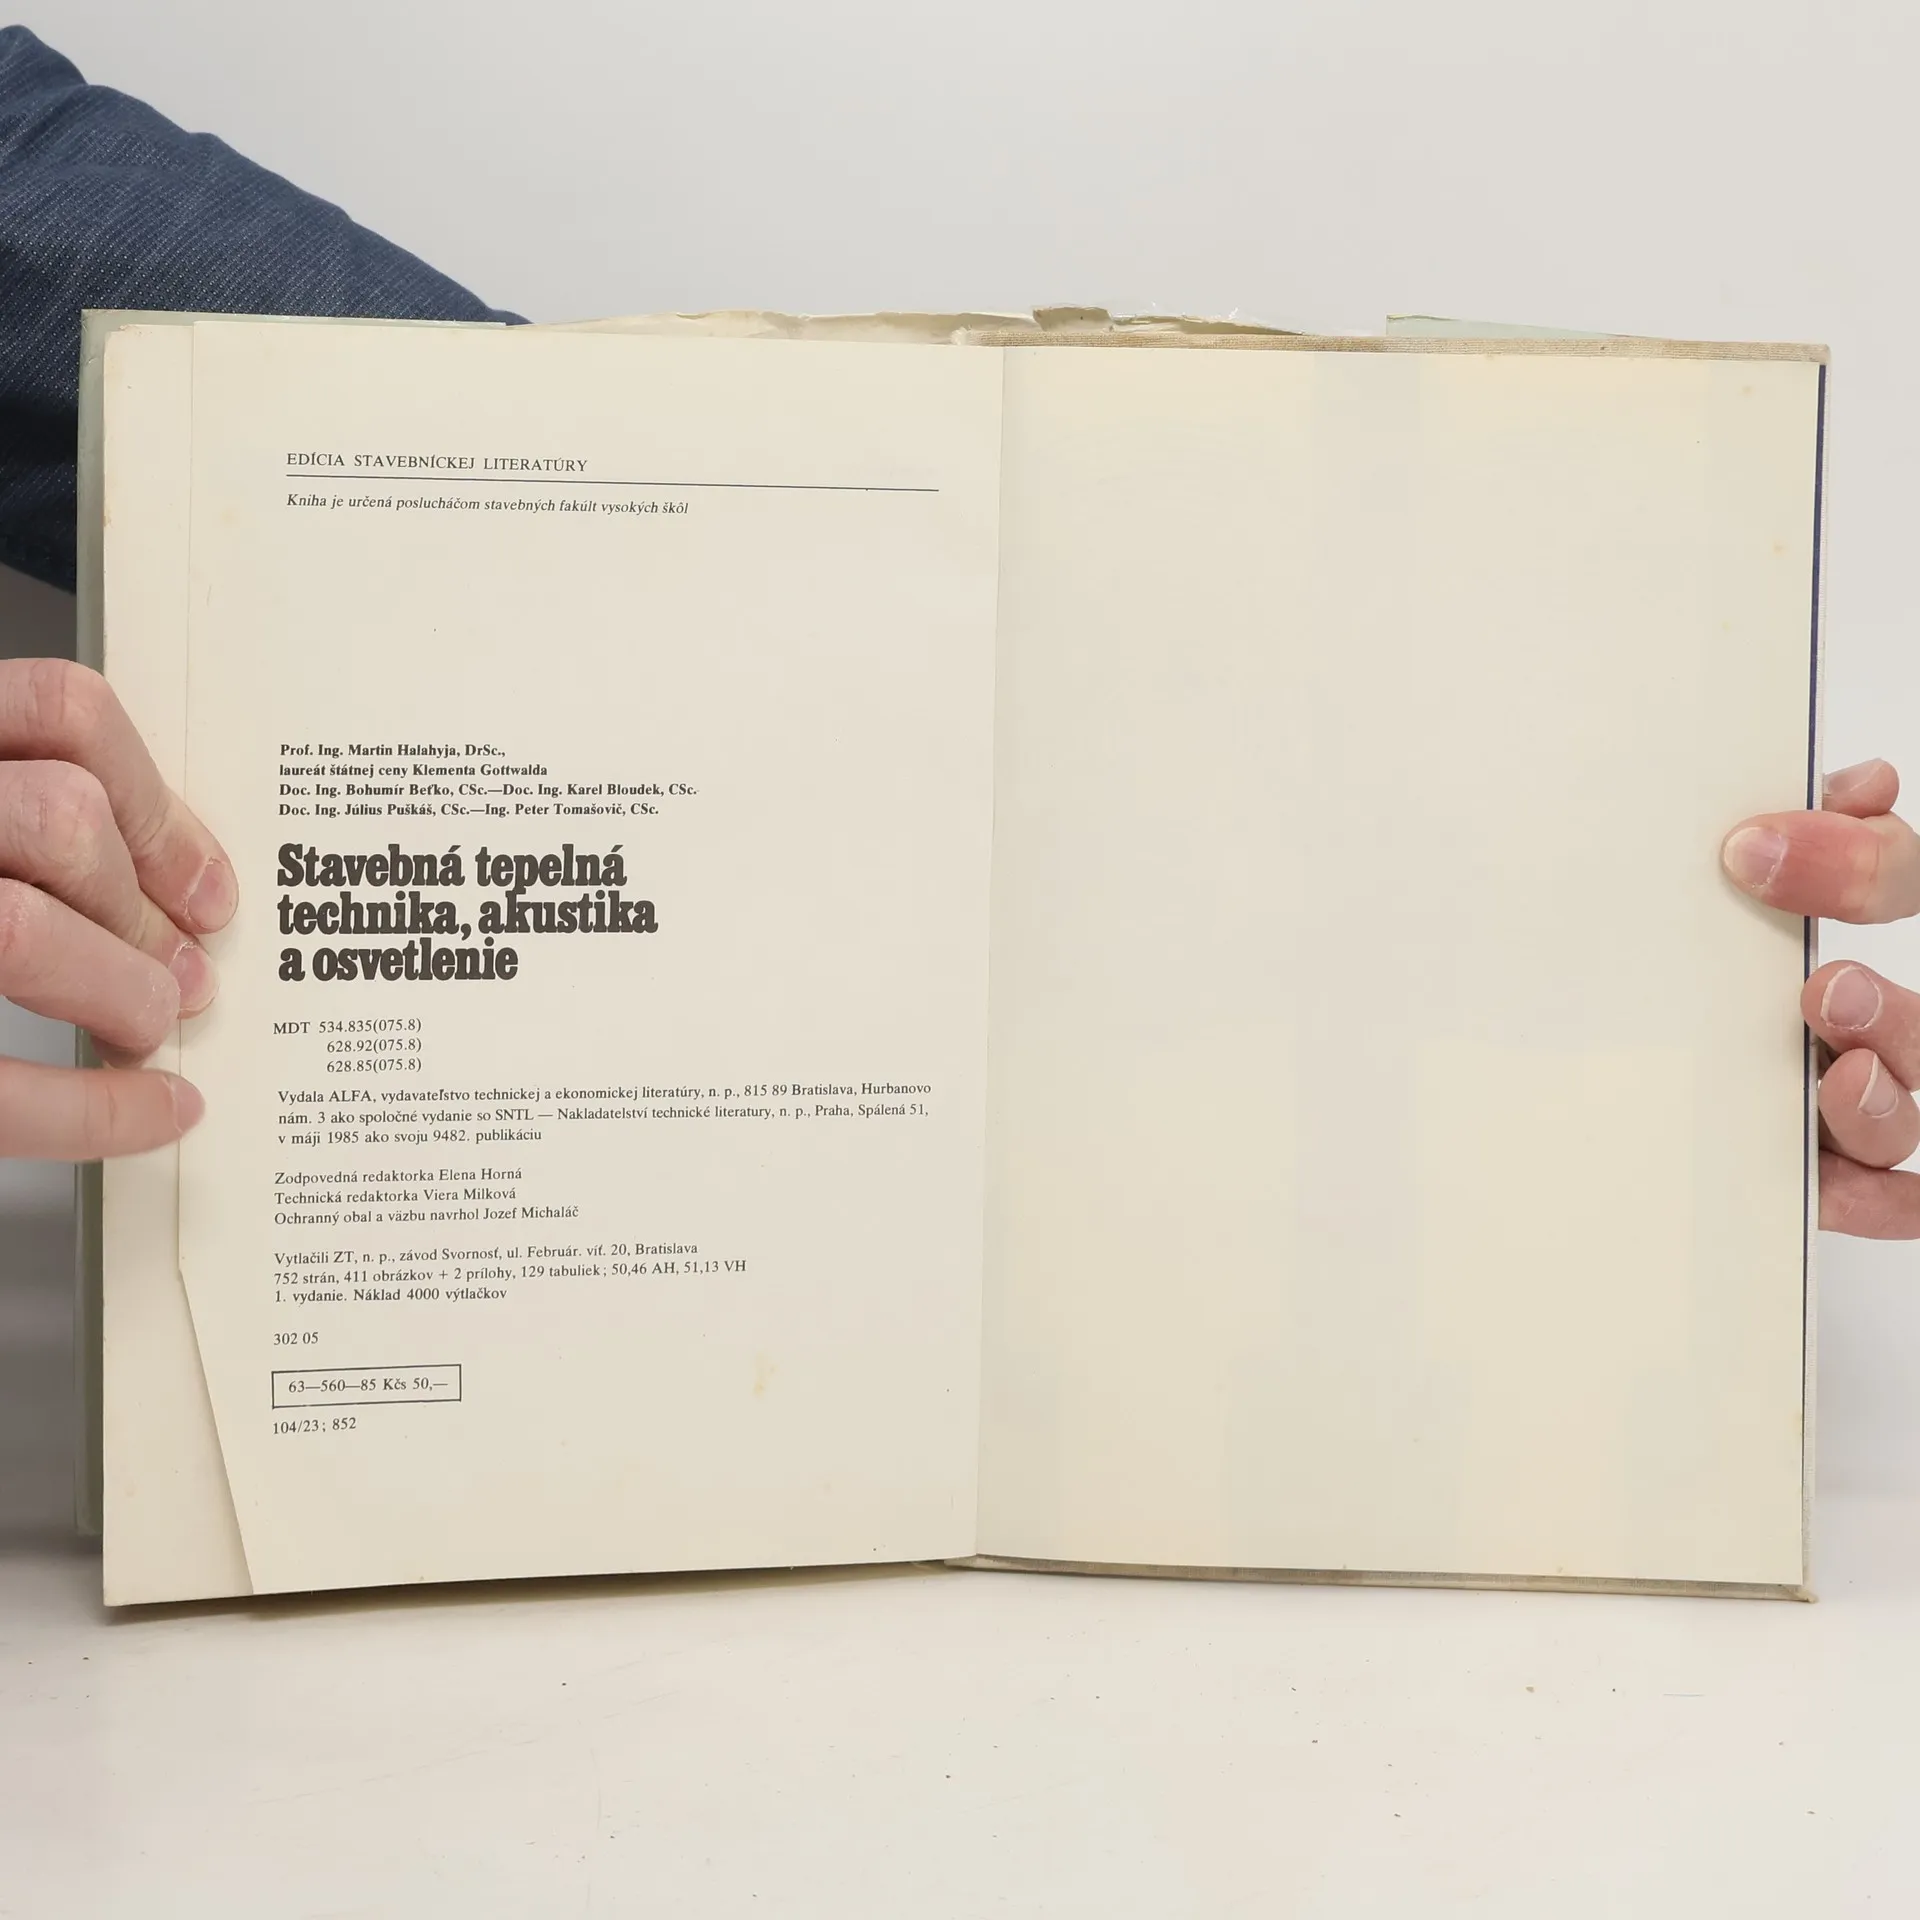 EDÍCIA STAVEBNÍCKEJ LITERATÚRY
Kniha je určená poslucháčom stavebných fakúlt vysokých škôl
Prof. Ing. Martin Halahyja, DrSc.,
laureát štátnej ceny Klementa Gottwalda
Doc. Ing. Bohumír Beťko, CSc.—Doc. Ing. Karel Bloudek, CSc.
Doc. Ing. Július Puškáš, CSc.—Ing. Peter Tomašovič, CSc.
Stavebná tepelná
technika, akustika
a osvetlenie
MDT 534.835(075.8)
628.92(075.8)
628.85(075.8)
Vydala ALFA, vydavateľstvo technickej a ekonomickej literatúry, n. p., 815 89 Bratislava, Hurbanovo
nám. 3 ako spoločné vydanie so SNTL — Nakladatelství technické literatury, n. p., Praha, Spálená 51,
v máji 1985 ako svoju 9482. publikáciu
Zodpovedná redaktorka Elena Horná
Technická redaktorka Viera Milková
Ochranný obal a väzbu navrhol Jozef Michaláč
Vytlačili ZT, n. p., závod Svornosť, ul. Február. víť. 20, Bratislava
752 strán, 411 obrázkov + 2 prílohy, 129 tabuliek; 50,46 AH, 51,13 VH
1. vydanie. Náklad 4000 výtlačkov
302 05
63—560—85 Kčs 50,—
104/23; 852